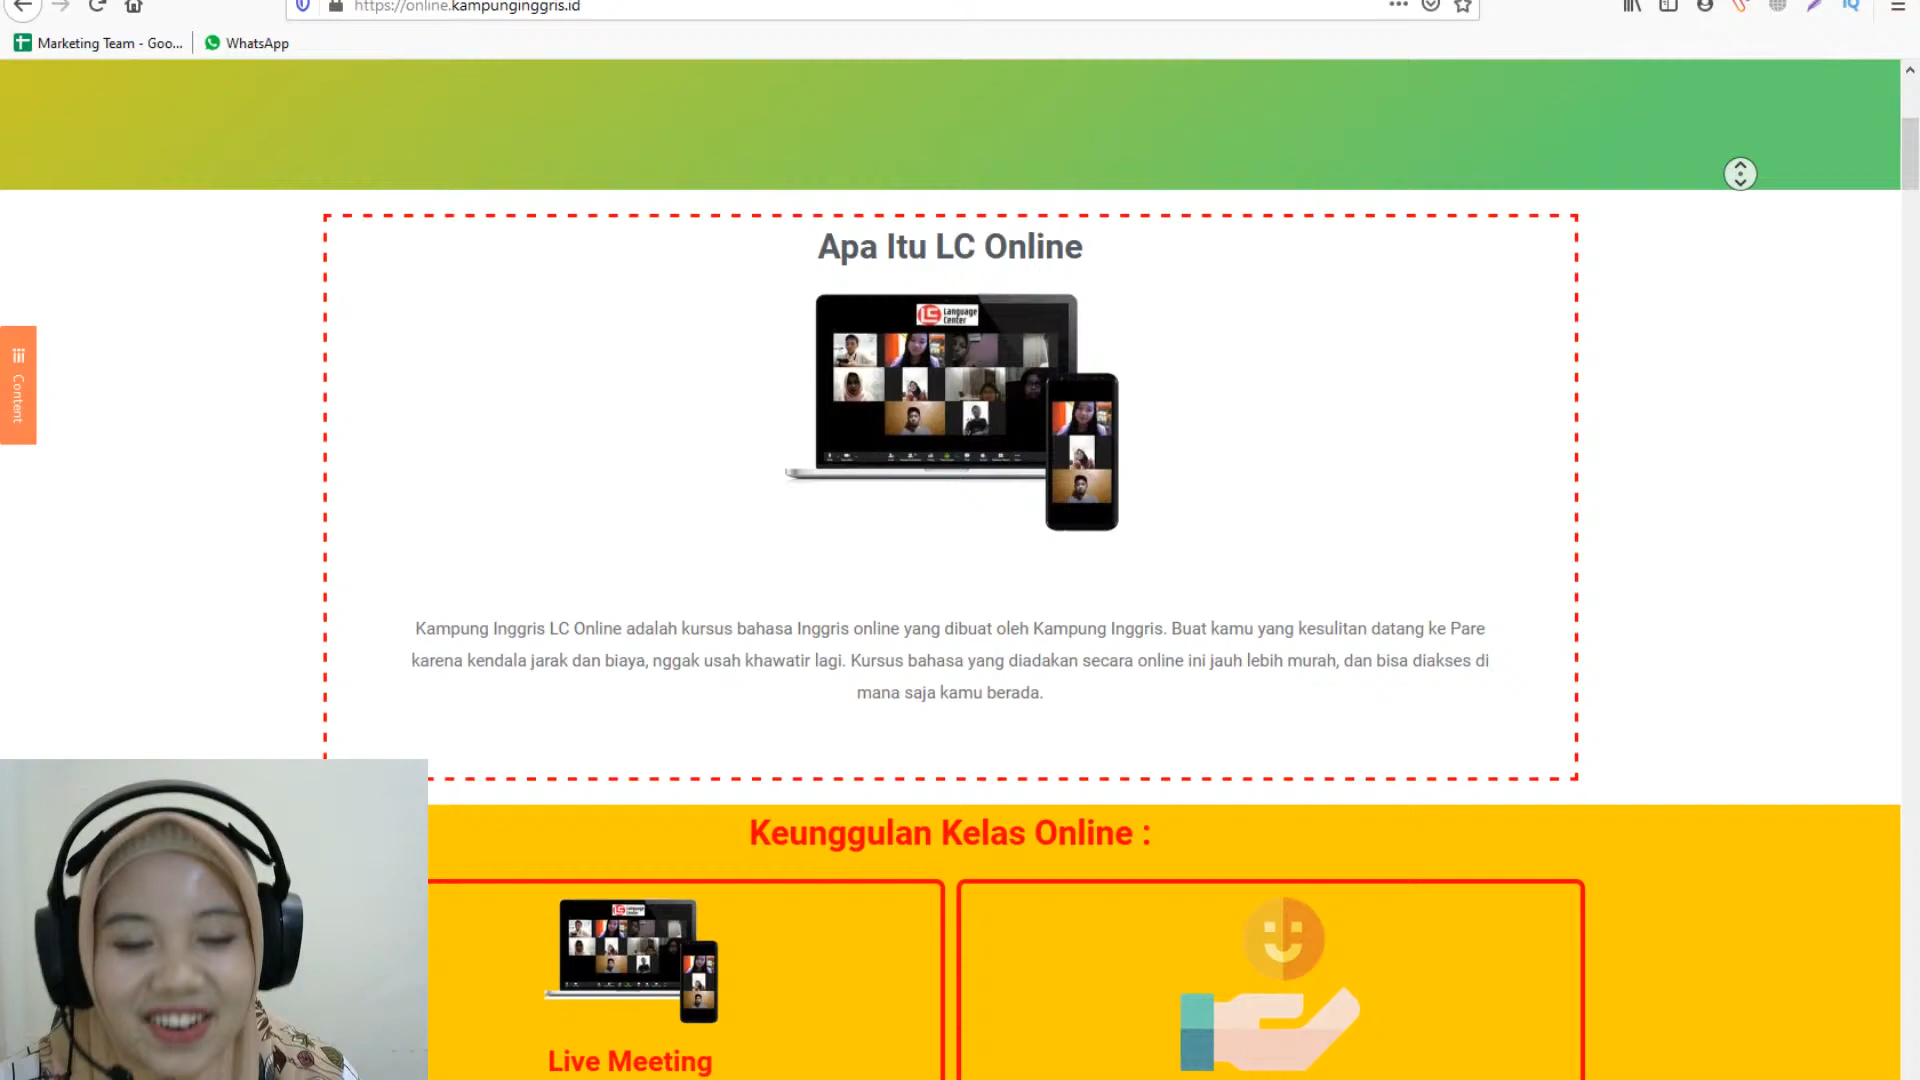 https://online.kampunginggris.id
Marketing Team - Goo...
WhatsApp
Apa Itu LC Online
LC Language
Center
Content
Kampung Inggris LC Online adalah kursus bahasa Inggris online yang dibuat oleh Kampung Inggris. Buat kamu yang kesulitan datang ke Pare
karena kendala jarak dan biaya, nggak usah khawatir lagi. Kursus bahasa yang diadakan secara online ini jauh lebih murah, dan bisa diakses di
mana saja kamu berada.
Keunggulan Kelas Online :
Live Meeting